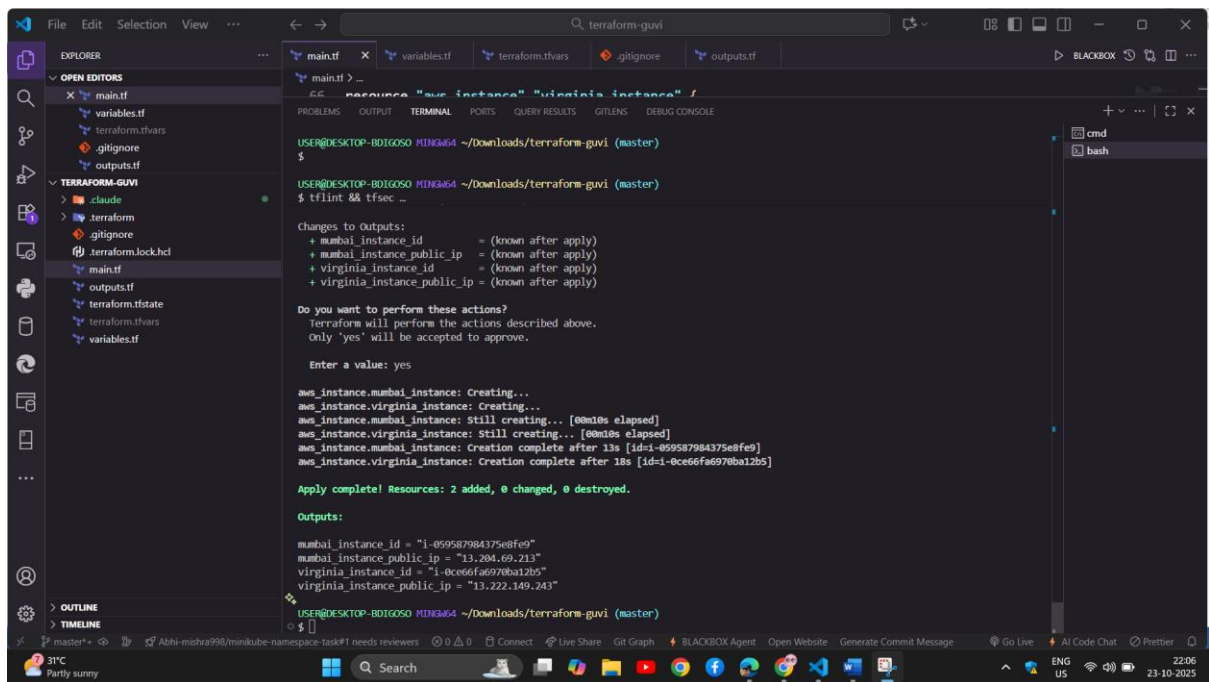 File Edit Selection View ... terraform-guvi
EXPLORER ...
OPEN EDITORS
main.tf
variables.tf
terraform.tfvars
.gitignore
outputs.tf
TERRAFORM-GUVI
.claude
.terraform
.gitignore
.terraform.lock.hcl
main.tf
outputs.tf
terraform.tfstate
terraform.tfvars
variables.tf
OUTLINE
TIMELINE
main.tf variables.tf terraform.tfvars .gitignore outputs.tf BLACKBOX ...
main.tf > ...
66 resource "aws_instance" "virginia_instance" {
PROBLEMS OUTPUT TERMINAL PORTS QUERY RESULTS GITLENS DEBUG CONSOLE
cmd
bash
USER@DESKTOP-BDIGOSO MINGW64 ~/Downloads/terraform-guvi (master)
$
USER@DESKTOP-BDIGOSO MINGW64 ~/Downloads/terraform-guvi (master)
$ tflint && tfsec …
Changes to Outputs:
+ mumbai_instance_id = (known after apply)
+ mumbai_instance_public_ip = (known after apply)
+ virginia_instance_id = (known after apply)
+ virginia_instance_public_ip = (known after apply)
Do you want to perform these actions?
Terraform will perform the actions described above.
Only 'yes' will be accepted to approve.
Enter a value: yes
aws_instance.mumbai_instance: Creating...
aws_instance.virginia_instance: Creating...
aws_instance.mumbai_instance: Still creating... [00m10s elapsed]
aws_instance.virginia_instance: Still creating... [00m10s elapsed]
aws_instance.mumbai_instance: Creation complete after 13s [id=i-059587984375e8fe9]
aws_instance.virginia_instance: Creation complete after 18s [id=i-0ce66fa6970ba12b5]
Apply complete! Resources: 2 added, 0 changed, 0 destroyed.
Outputs:
mumbai_instance_id = "i-059587984375e8fe9"
mumbai_instance_public_ip = "13.204.69.213"
virginia_instance_id = "i-0ce66fa6970ba12b5"
virginia_instance_public_ip = "13.222.149.243"
USER@DESKTOP-BDIGOSO MINGW64 ~/Downloads/terraform-guvi (master)
$
master*+ Abhi-mishra998/minikube-namespace-task#1 needs reviewers 0 0 Connect Live Share Git Graph BLACKBOX Agent Open Website Generate Commit Message Go Live AI Code Chat Prettier
7 31°C
Partly sunny
Search
ENG
US
22:06
23-10-2025